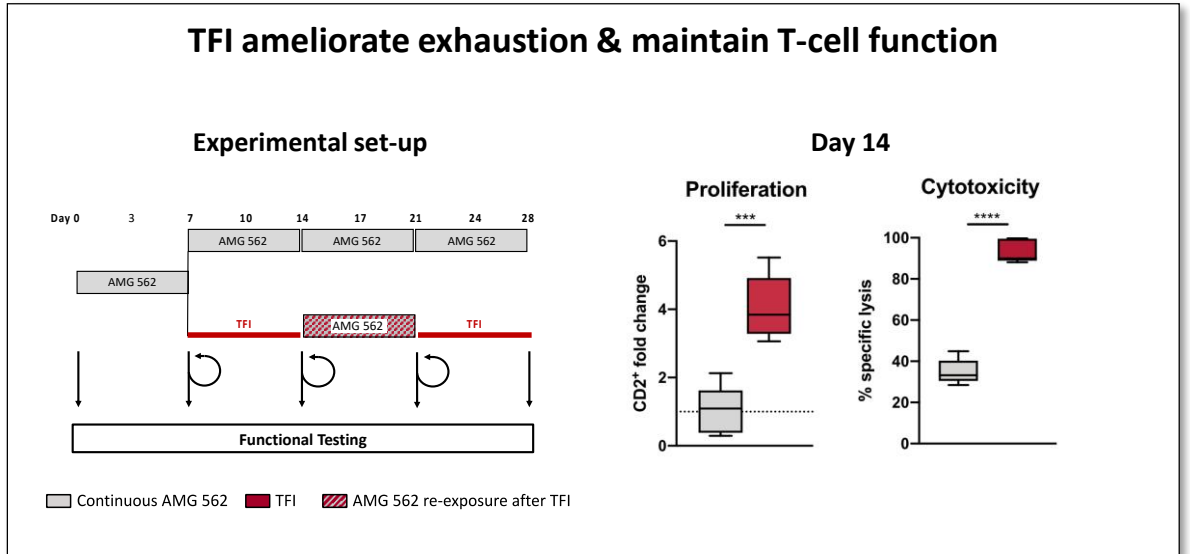 TFI ameliorate exhaustion & maintain T-cell function
Experimental set-up
Day 0 3 7 10 14 17 21 24 28
AMG 562 AMG 562 AMG 562
AMG 562
TFI AMG 562 TFI
Functional Testing
Continuous AMG 562 TFI AMG 562 re-exposure after TFI
Day 14
Proliferation
***
CD2⁺ fold change
6
4
2
0
Cytotoxicity
****
% specific lysis
100
80
60
40
20
0